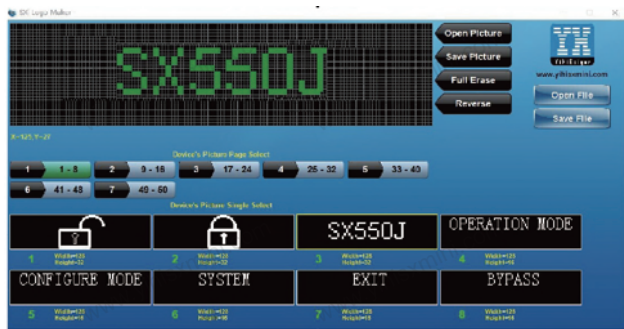 DX Logo Maker
SX550J
Open Picture
Save Picture
Full Erase
Reverse
YX
www.yihisxmini.com
Open File
Save File
Device's Picture Page Select
1 1 - 8 2 9 - 16 3 17 - 24 4 25 - 32 5 33 - 40
6 41 - 48 7 49 - 50
Device's Picture Single Select
SX550J OPERATION MODE
1 Width=128 Height=32 2 Width=128 Height=32 3 Width=128 Height=32 4 Width=128 Height=16
CONFIGURE MODE SYSTEM EXIT BYPASS
5 Width=128 Height=16 6 Width=128 Height=16 7 Width=128 Height=16 8 Width=128 Height=16